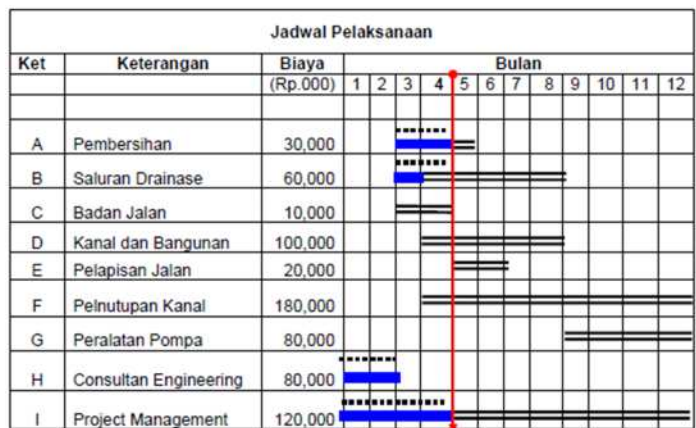 Jadwal Pelaksanaan
Ket Keterangan Biaya Bulan
(Rp.000) 1 2 3 4 5 6 7 8 9 10 11 12
A Pembersihan 30,000
B Saluran Drainase 60,000
C Badan Jalan 10,000
D Kanal dan Bangunan 100,000
E Pelapisan Jalan 20,000
F Pelnutupan Kanal 180,000
G Peralatan Pompa 80,000
H Consultan Engineering 80,000
I Project Management 120,000